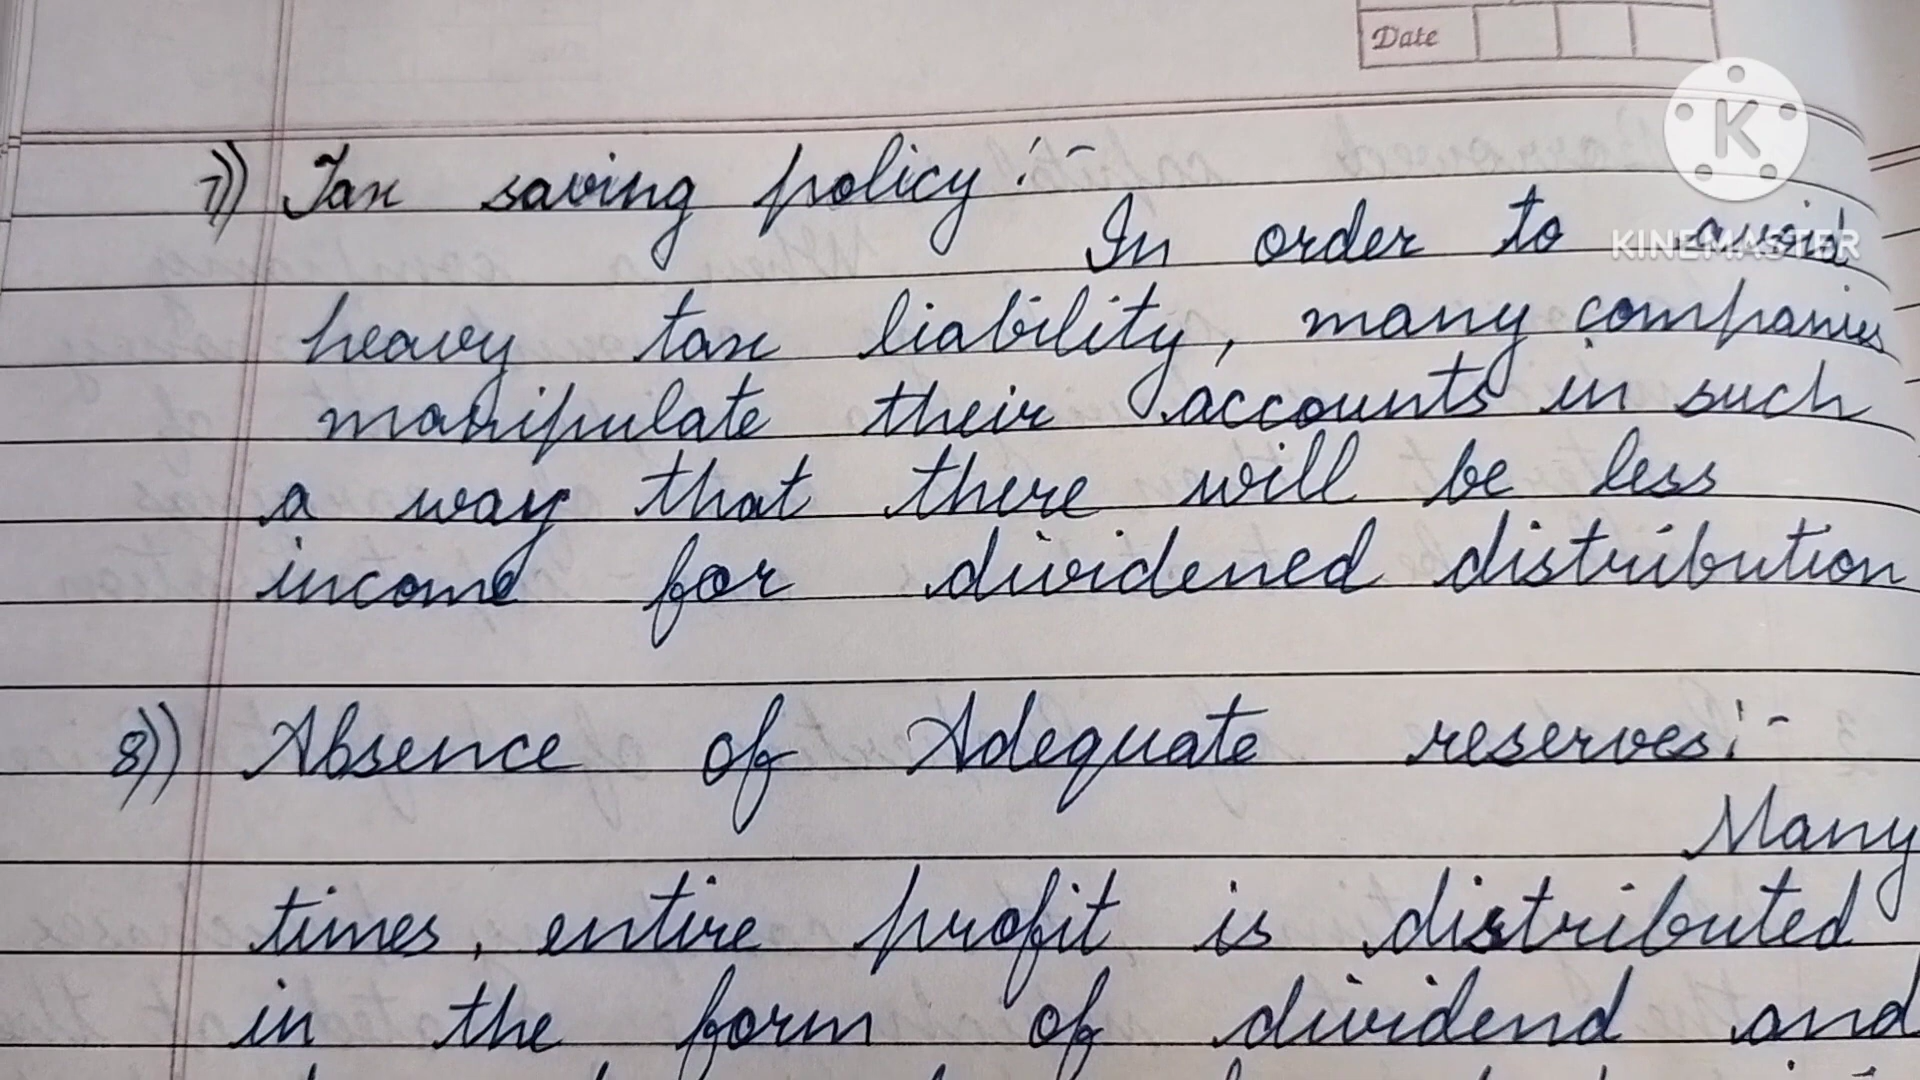 Date
K
KINEMASTER
7)) Tax saving policy :-
In order to avoid
heavy tax liability, many companies
manipulate their accounts in such
a way that there will be less
income for dividened distribution
8)) Absence of Adequate reserves:-
Many
times, entire profit is distributed
in the form of dividend and